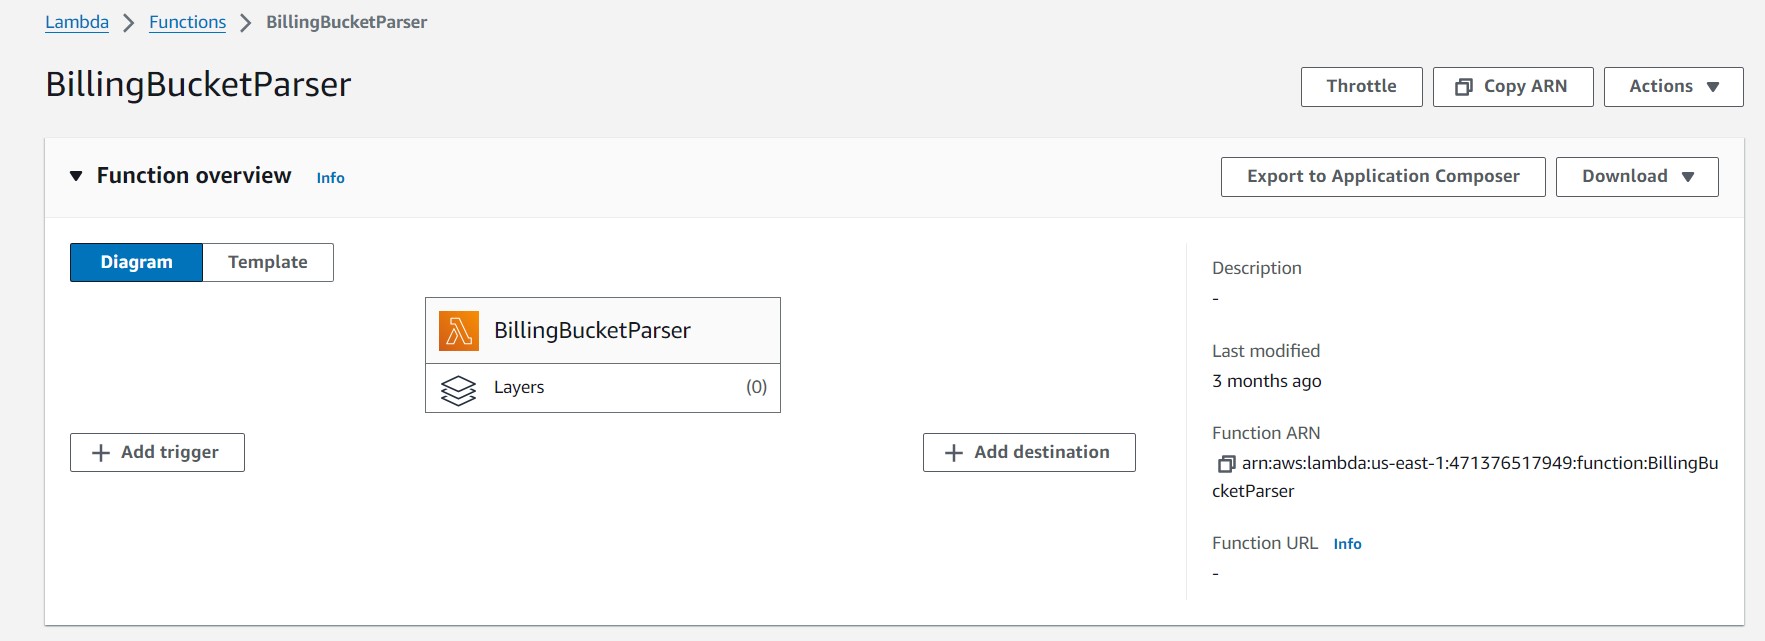 Lambda > Functions > BillingBucketParser
BillingBucketParser
Throttle
Copy ARN
Actions
Function overview
Info
Export to Application Composer
Download
Diagram
Template
BillingBucketParser
Layers
(0)
+ Add trigger
+ Add destination
Description
-
Last modified
3 months ago
Function ARN
arn:aws:lambda:us-east-1:471376517949:function:BillingBu
cketParser
Function URL
Info
-